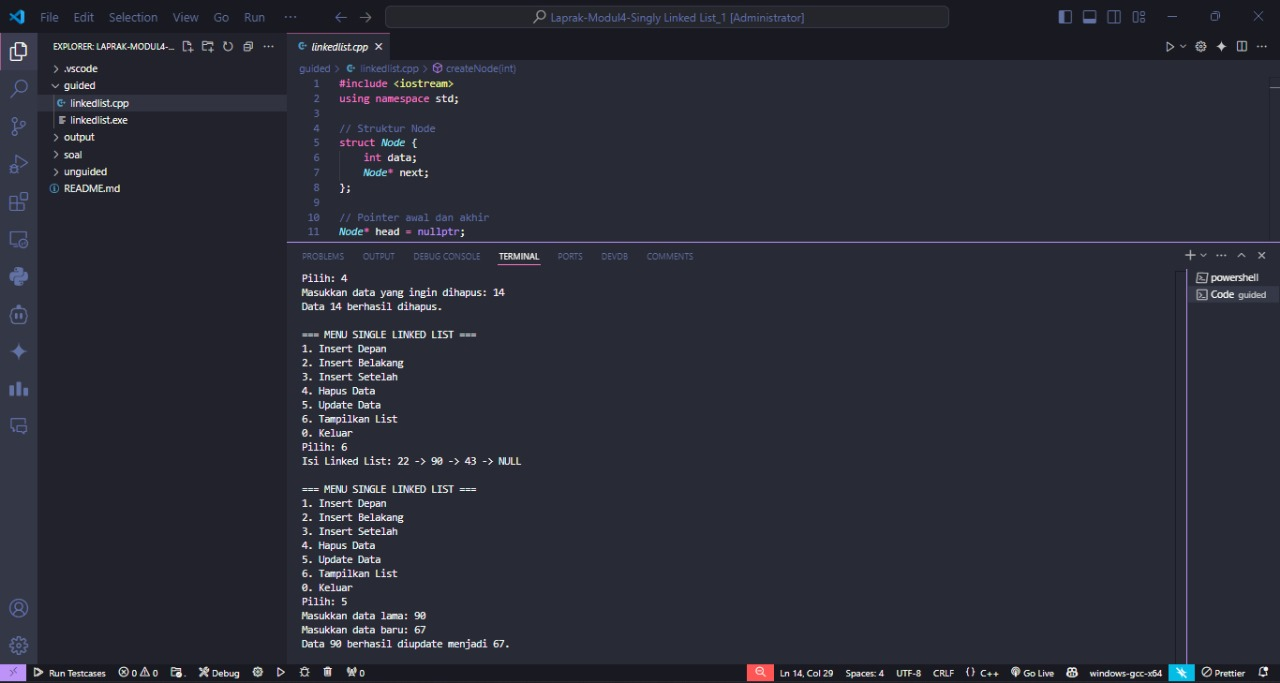 File Edit Selection View Go Run ··· Laprak-Modul4-Singly Linked List_1 [Administrator]
EXPLORER: LAPRAK-MODUL4-...
.vscode
guided
linkedlist.cpp
linkedlist.exe
output
soal
unguided
README.md
linkedlist.cpp
guided > linkedlist.cpp > createNode(int)
1 #include <iostream>
2 using namespace std;
3
4 // Struktur Node
5 struct Node {
6 int data;
7 Node* next;
8 };
9
10 // Pointer awal dan akhir
11 Node* head = nullptr;
PROBLEMS OUTPUT DEBUG CONSOLE TERMINAL PORTS DEVDB COMMENTS
powershell
Code guided
Pilih: 4
Masukkan data yang ingin dihapus: 14
Data 14 berhasil dihapus.
=== MENU SINGLE LINKED LIST ===
1. Insert Depan
2. Insert Belakang
3. Insert Setelah
4. Hapus Data
5. Update Data
6. Tampilkan List
0. Keluar
Pilih: 6
Isi Linked List: 22 -> 90 -> 43 -> NULL
=== MENU SINGLE LINKED LIST ===
1. Insert Depan
2. Insert Belakang
3. Insert Setelah
4. Hapus Data
5. Update Data
6. Tampilkan List
0. Keluar
Pilih: 5
Masukkan data lama: 90
Masukkan data baru: 67
Data 90 berhasil diupdate menjadi 67.
Run Testcases 0 0 Debug 0 Ln 14, Col 29 Spaces: 4 UTF-8 CRLF {} C++ Go Live windows-gcc-x64 Prettier